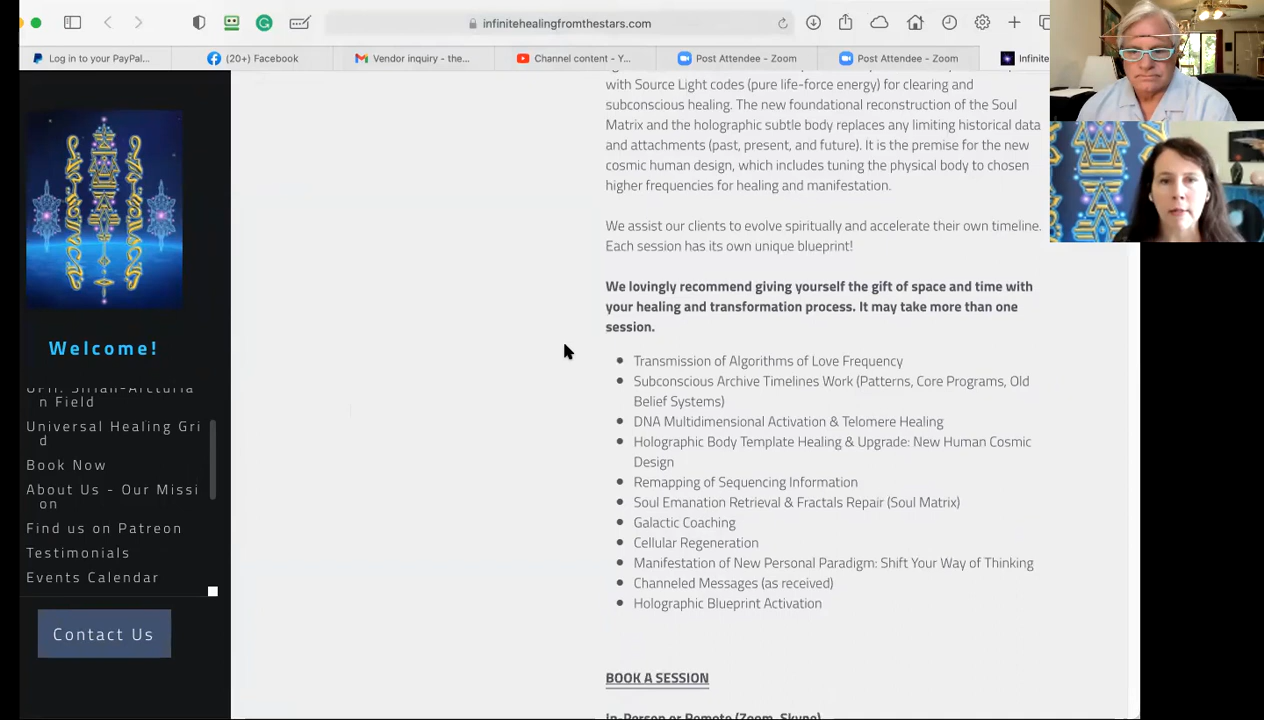 infinitehealingfromthestars.com
Log in to your PayPal...
(20+) Facebook
Vendor inquiry - the...
Channel content - Y...
Post Attendee - Zoom
Post Attendee - Zoom
Infinite
with Source Light codes (pure life-force energy) for clearing and
subconscious healing. The new foundational reconstruction of the Soul
Matrix and the holographic subtle body replaces any limiting historical data
and attachments (past, present, and future). It is the premise for the new
cosmic human design, which includes tuning the physical body to chosen
higher frequencies for healing and manifestation.
We assist our clients to evolve spiritually and accelerate their own timeline.
Each session has its own unique blueprint!
We lovingly recommend giving yourself the gift of space and time with
your healing and transformation process. It may take more than one
session.
Transmission of Algorithms of Love Frequency
Subconscious Archive Timelines Work (Patterns, Core Programs, Old
Belief Systems)
DNA Multidimensional Activation & Telomere Healing
Holographic Body Template Healing & Upgrade: New Human Cosmic
Design
Remapping of Sequencing Information
Soul Emanation Retrieval & Fractals Repair (Soul Matrix)
Galactic Coaching
Cellular Regeneration
Manifestation of New Personal Paradigm: Shift Your Way of Thinking
Channeled Messages (as received)
Holographic Blueprint Activation
BOOK A SESSION
In-Person or Remote (Zoom, Skype)
Welcome!
Sirian-Arcturia
n Field
Universal Healing Gri
d
Book Now
About Us - Our Missi
on
Find us on Patreon
Testimonials
Events Calendar
Contact Us